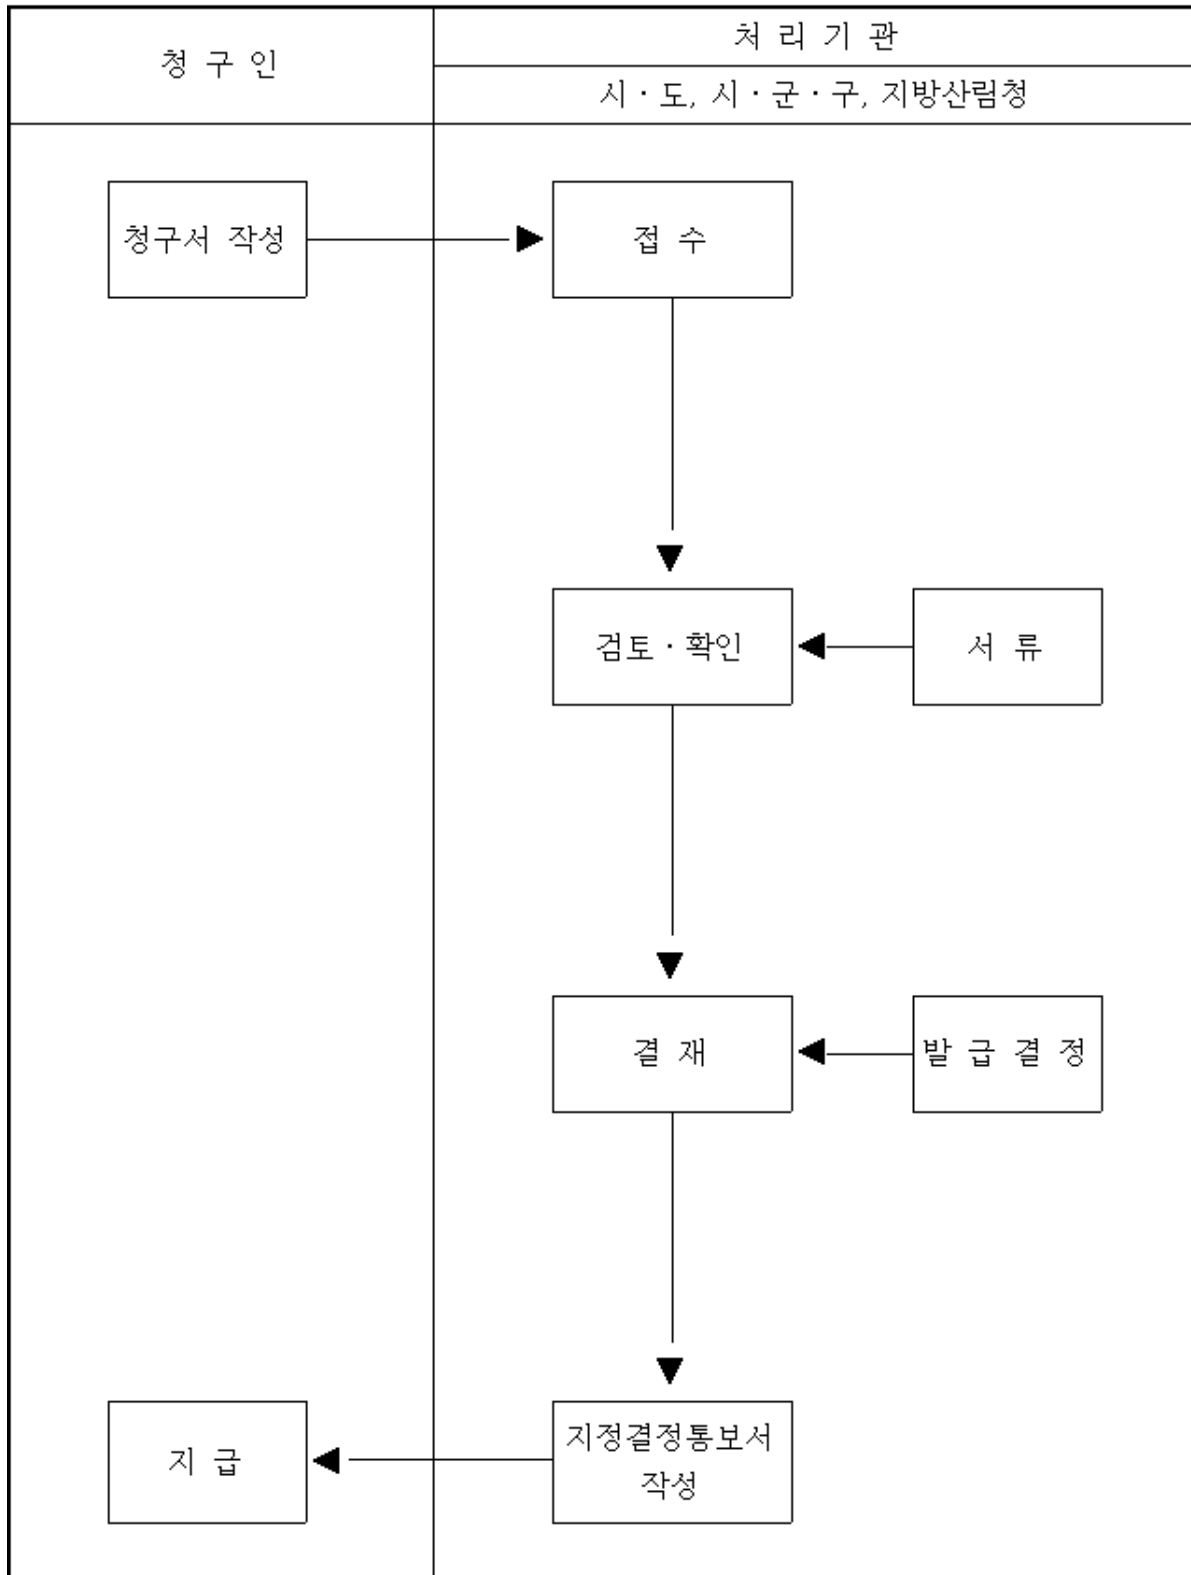 청 구 인
처 리 기 관
시 · 도, 시 · 군 · 구, 지방산림청
청구서 작성
접 수
검토 · 확인
서 류
결 재
발 급 결 정
지정결정통보서
작성
지 급